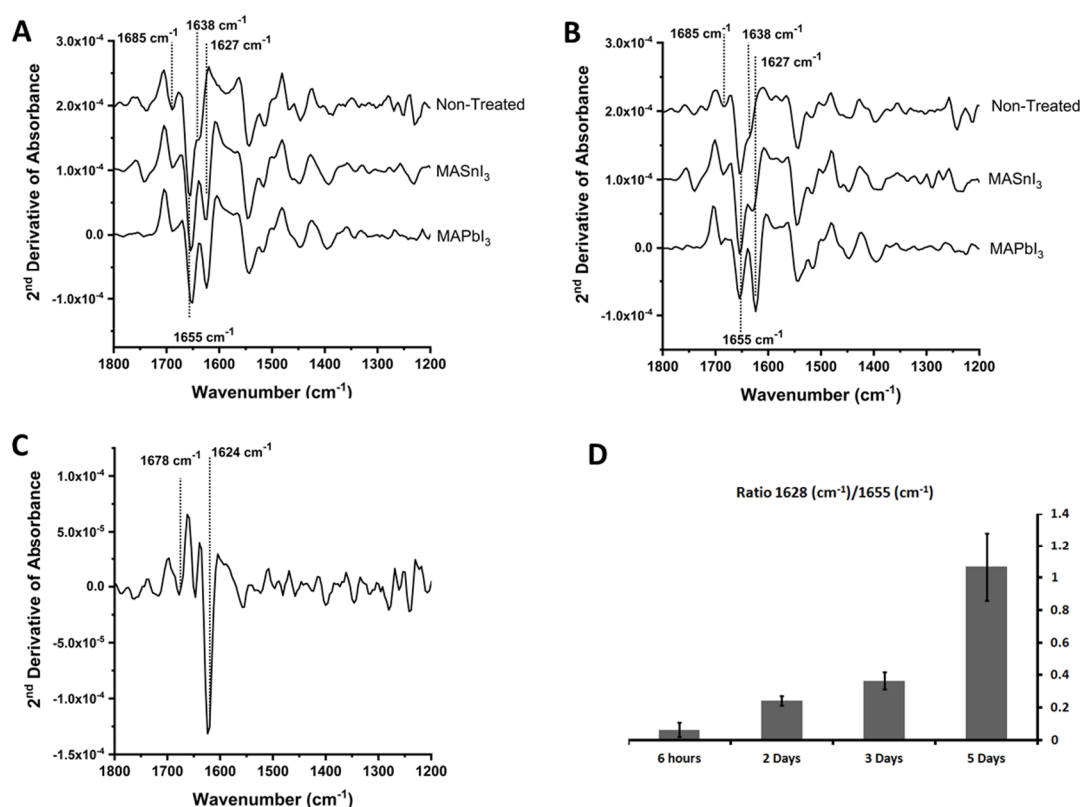 A
1685 cm⁻¹
1638 cm⁻¹
1627 cm⁻¹
3.0x10⁻⁴
2.0x10⁻⁴
1.0x10⁻⁴
0.0
-1.0x10⁻⁴
2ⁿᵈ Derivative of Absorbance
Non-Treated
MASnI₃
MAPbI₃
1655 cm⁻¹
1800 1700 1600 1500 1400 1300 1200
Wavenumber (cm⁻¹)
B
1685 cm⁻¹
1638 cm⁻¹
1627 cm⁻¹
3.0x10⁻⁴
2.0x10⁻⁴
1.0x10⁻⁴
0.0
-1.0x10⁻⁴
2ⁿᵈ Derivative of Absorbance
Non-Treated
MASnI₃
MAPbI₃
1655 cm⁻¹
1800 1700 1600 1500 1400 1300 1200
Wavenumber (cm⁻¹)
C
1678 cm⁻¹
1624 cm⁻¹
1.0x10⁻⁴
5.0x10⁻⁵
0.0
-5.0x10⁻⁵
-1.0x10⁻⁴
-1.5x10⁻⁴
2ⁿᵈ Derivative of Absorbance
1800 1700 1600 1500 1400 1300 1200
Wavenumber (cm⁻¹)
D
Ratio 1628 (cm⁻¹)/1655 (cm⁻¹)
1.4
1.2
1
0.8
0.6
0.4
0.2
0
6 hours 2 Days 3 Days 5 Days